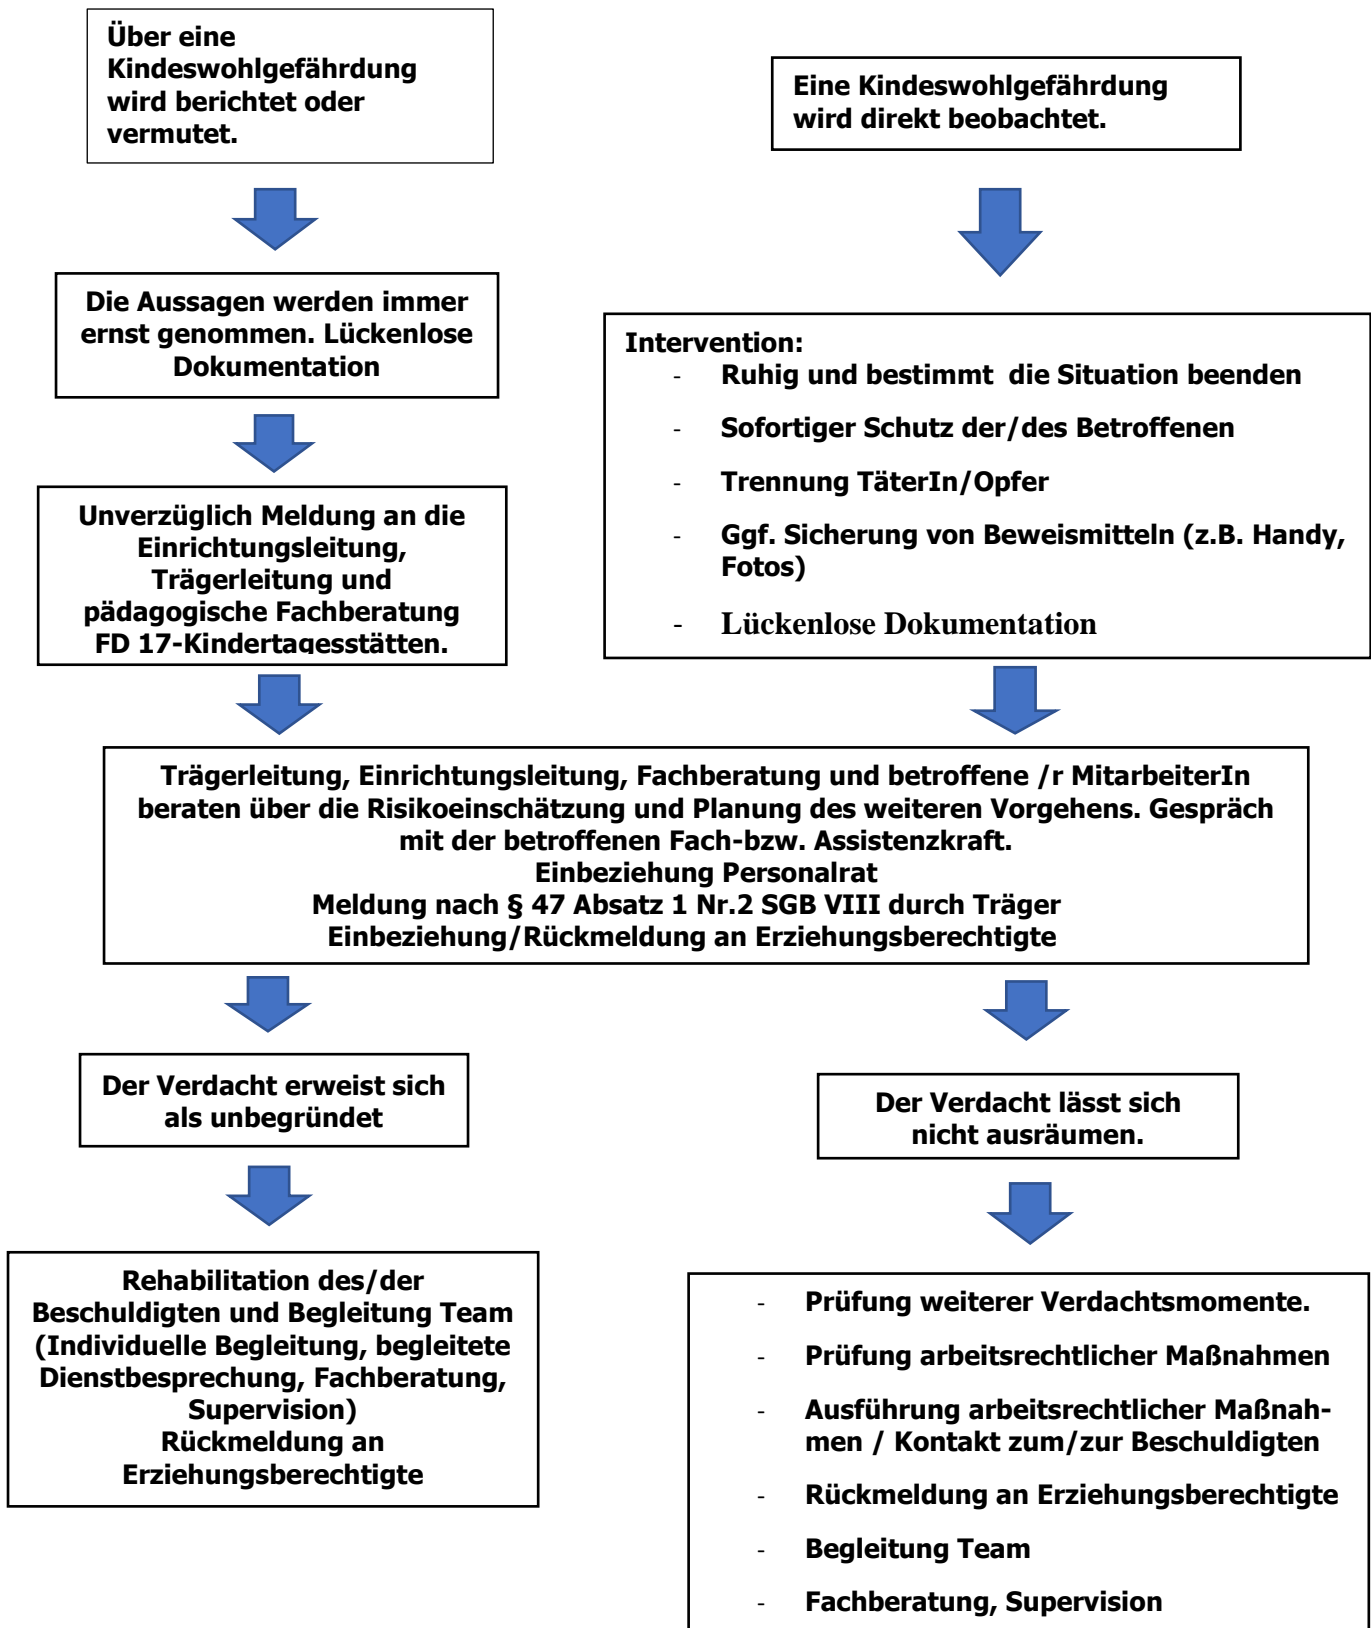 Über eine
Kindeswohlgefährdung
wird berichtet oder
vermutet.
Eine Kindeswohlgefährdung
wird direkt beobachtet.
Die Aussagen werden immer
ernst genommen. Lückenlose
Dokumentation
Unverzüglich Meldung an die
Einrichtungsleitung,
Trägerleitung und
pädagogische Fachberatung
FD 17-Kindertagesstätten.
Intervention:
- Ruhig und bestimmt  die Situation beenden
- Sofortiger Schutz der/des Betroffenen
- Trennung TäterIn/Opfer
- Ggf. Sicherung von Beweismitteln (z.B. Handy,
Fotos)
- Lückenlose Dokumentation
Trägerleitung, Einrichtungsleitung, Fachberatung und betroffene /r MitarbeiterIn
beraten über die Risikoeinschätzung und Planung des weiteren Vorgehens. Gespräch
mit der betroffenen Fach-bzw. Assistenzkraft.
Einbeziehung Personalrat
Meldung nach § 47 Absatz 1 Nr.2 SGB VIII durch Träger
Einbeziehung/Rückmeldung an Erziehungsberechtigte
Der Verdacht erweist sich
als unbegründet
Der Verdacht lässt sich
nicht ausräumen.
Rehabilitation des/der
Beschuldigten und Begleitung Team
(Individuelle Begleitung, begleitete
Dienstbesprechung, Fachberatung,
Supervision)
Rückmeldung an
Erziehungsberechtigte
- Prüfung weiterer Verdachtsmomente.
- Prüfung arbeitsrechtlicher Maßnahmen
- Ausführung arbeitsrechtlicher Maßnah-
men / Kontakt zum/zur Beschuldigten
- Rückmeldung an Erziehungsberechtigte
- Begleitung Team
- Fachberatung, Supervision